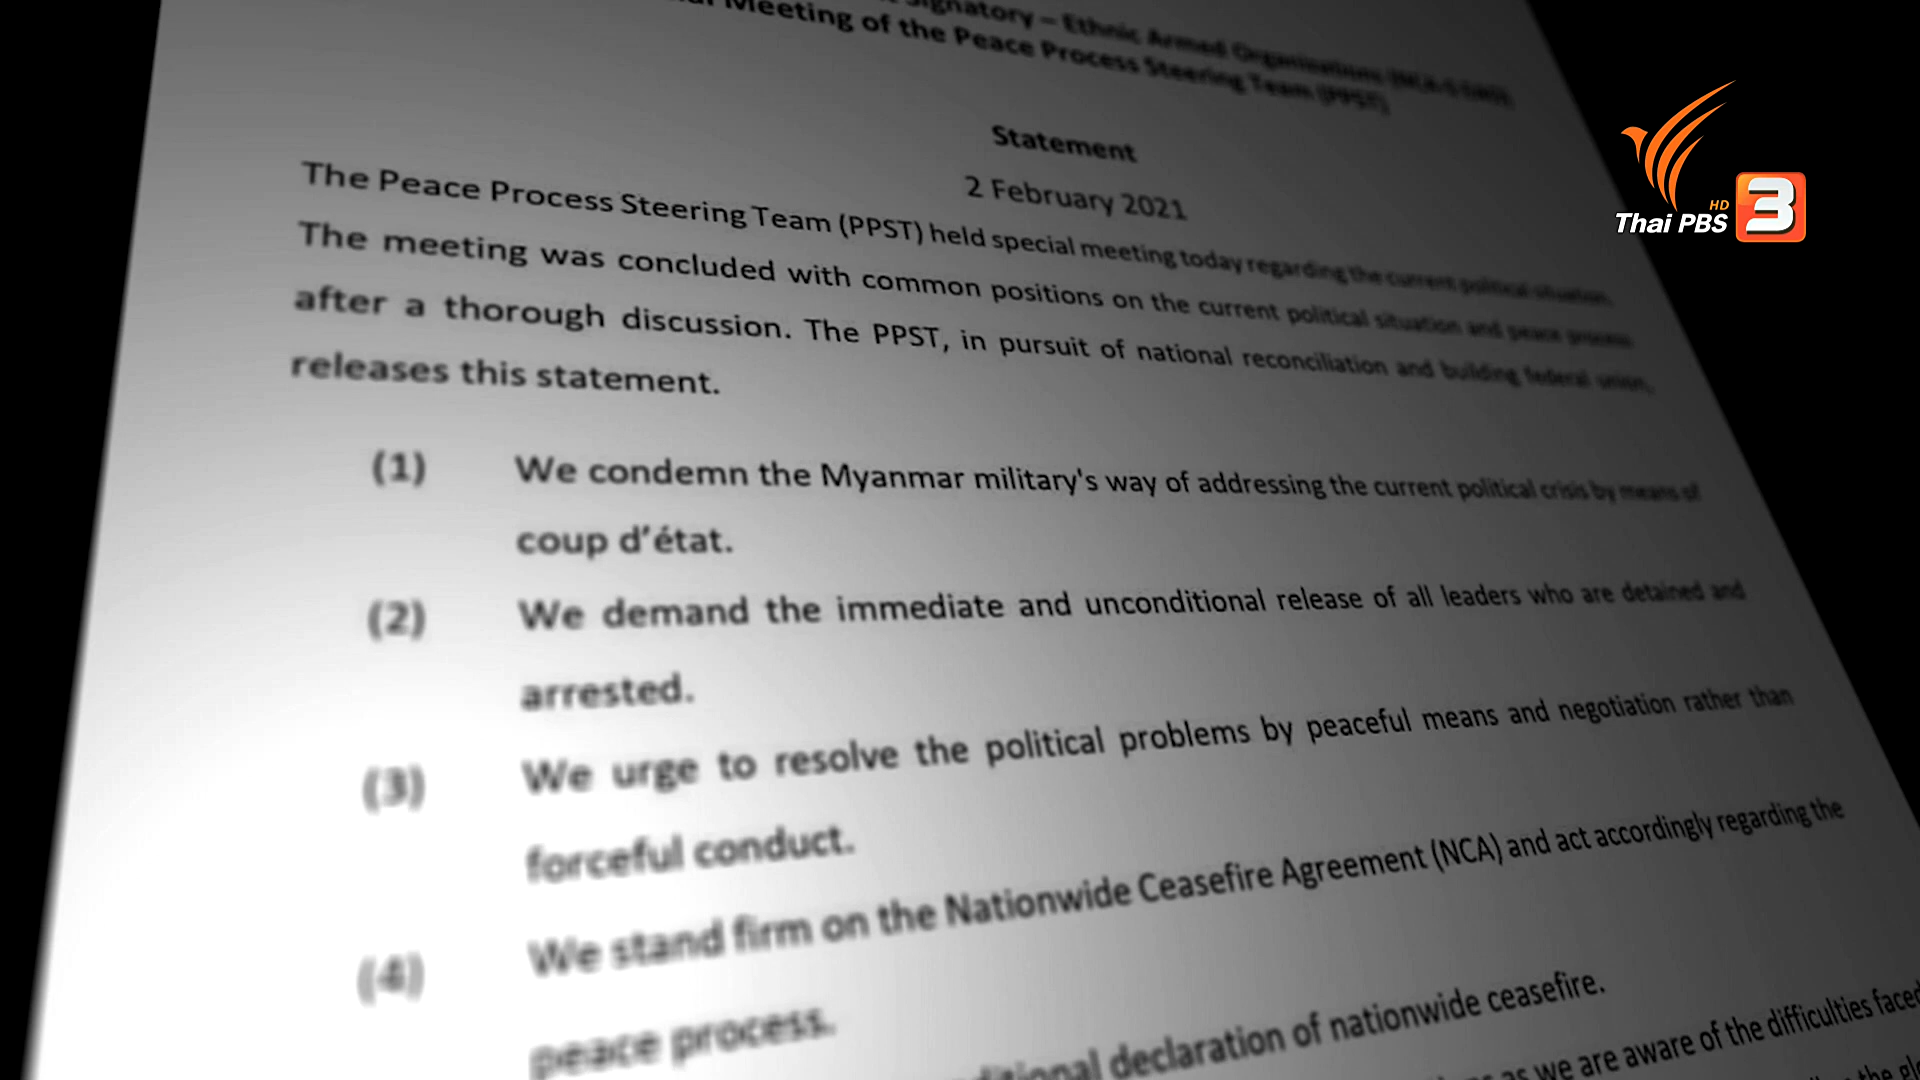 Signatory – Ethnic Armed Organizations
Meeting of the Peace Process Steering Team (PPST)
Statement
2 February 2021
The Peace Process Steering Team (PPST) held special meeting today regarding the current political situation.
The meeting was concluded with common positions on the current political situation and peace process
after a thorough discussion. The PPST, in pursuit of national reconciliation and building federal union,
releases this statement.
(1) We condemn the Myanmar military's way of addressing the current political crisis by means of
coup d’état.
(2) We demand the immediate and unconditional release of all leaders who are detained and
arrested.
(3) We urge to resolve the political problems by peaceful means and negotiation rather than
forceful conduct.
(4) We stand firm on the Nationwide Ceasefire Agreement (NCA) and act accordingly regarding the
peace process.
declaration of nationwide ceasefire.
as we are aware of the difficulties faced
the
HD
Thai PBS 3